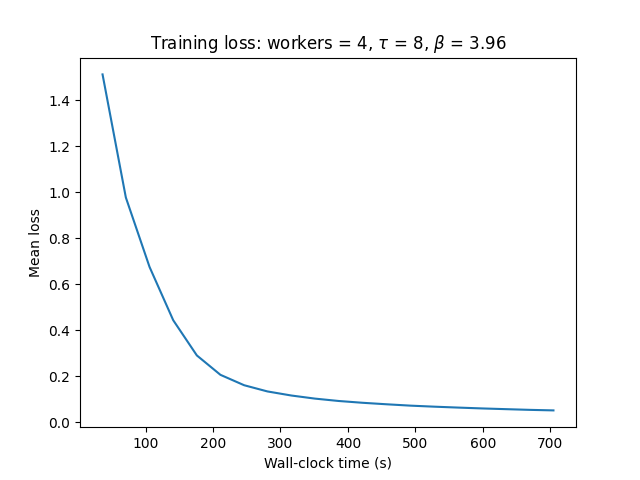 Training loss: workers = 4, τ = 8, β = 3.96
Mean loss
1.4
1.2
1.0
0.8
0.6
0.4
0.2
0.0
100 200 300 400 500 600 700
Wall-clock time (s)